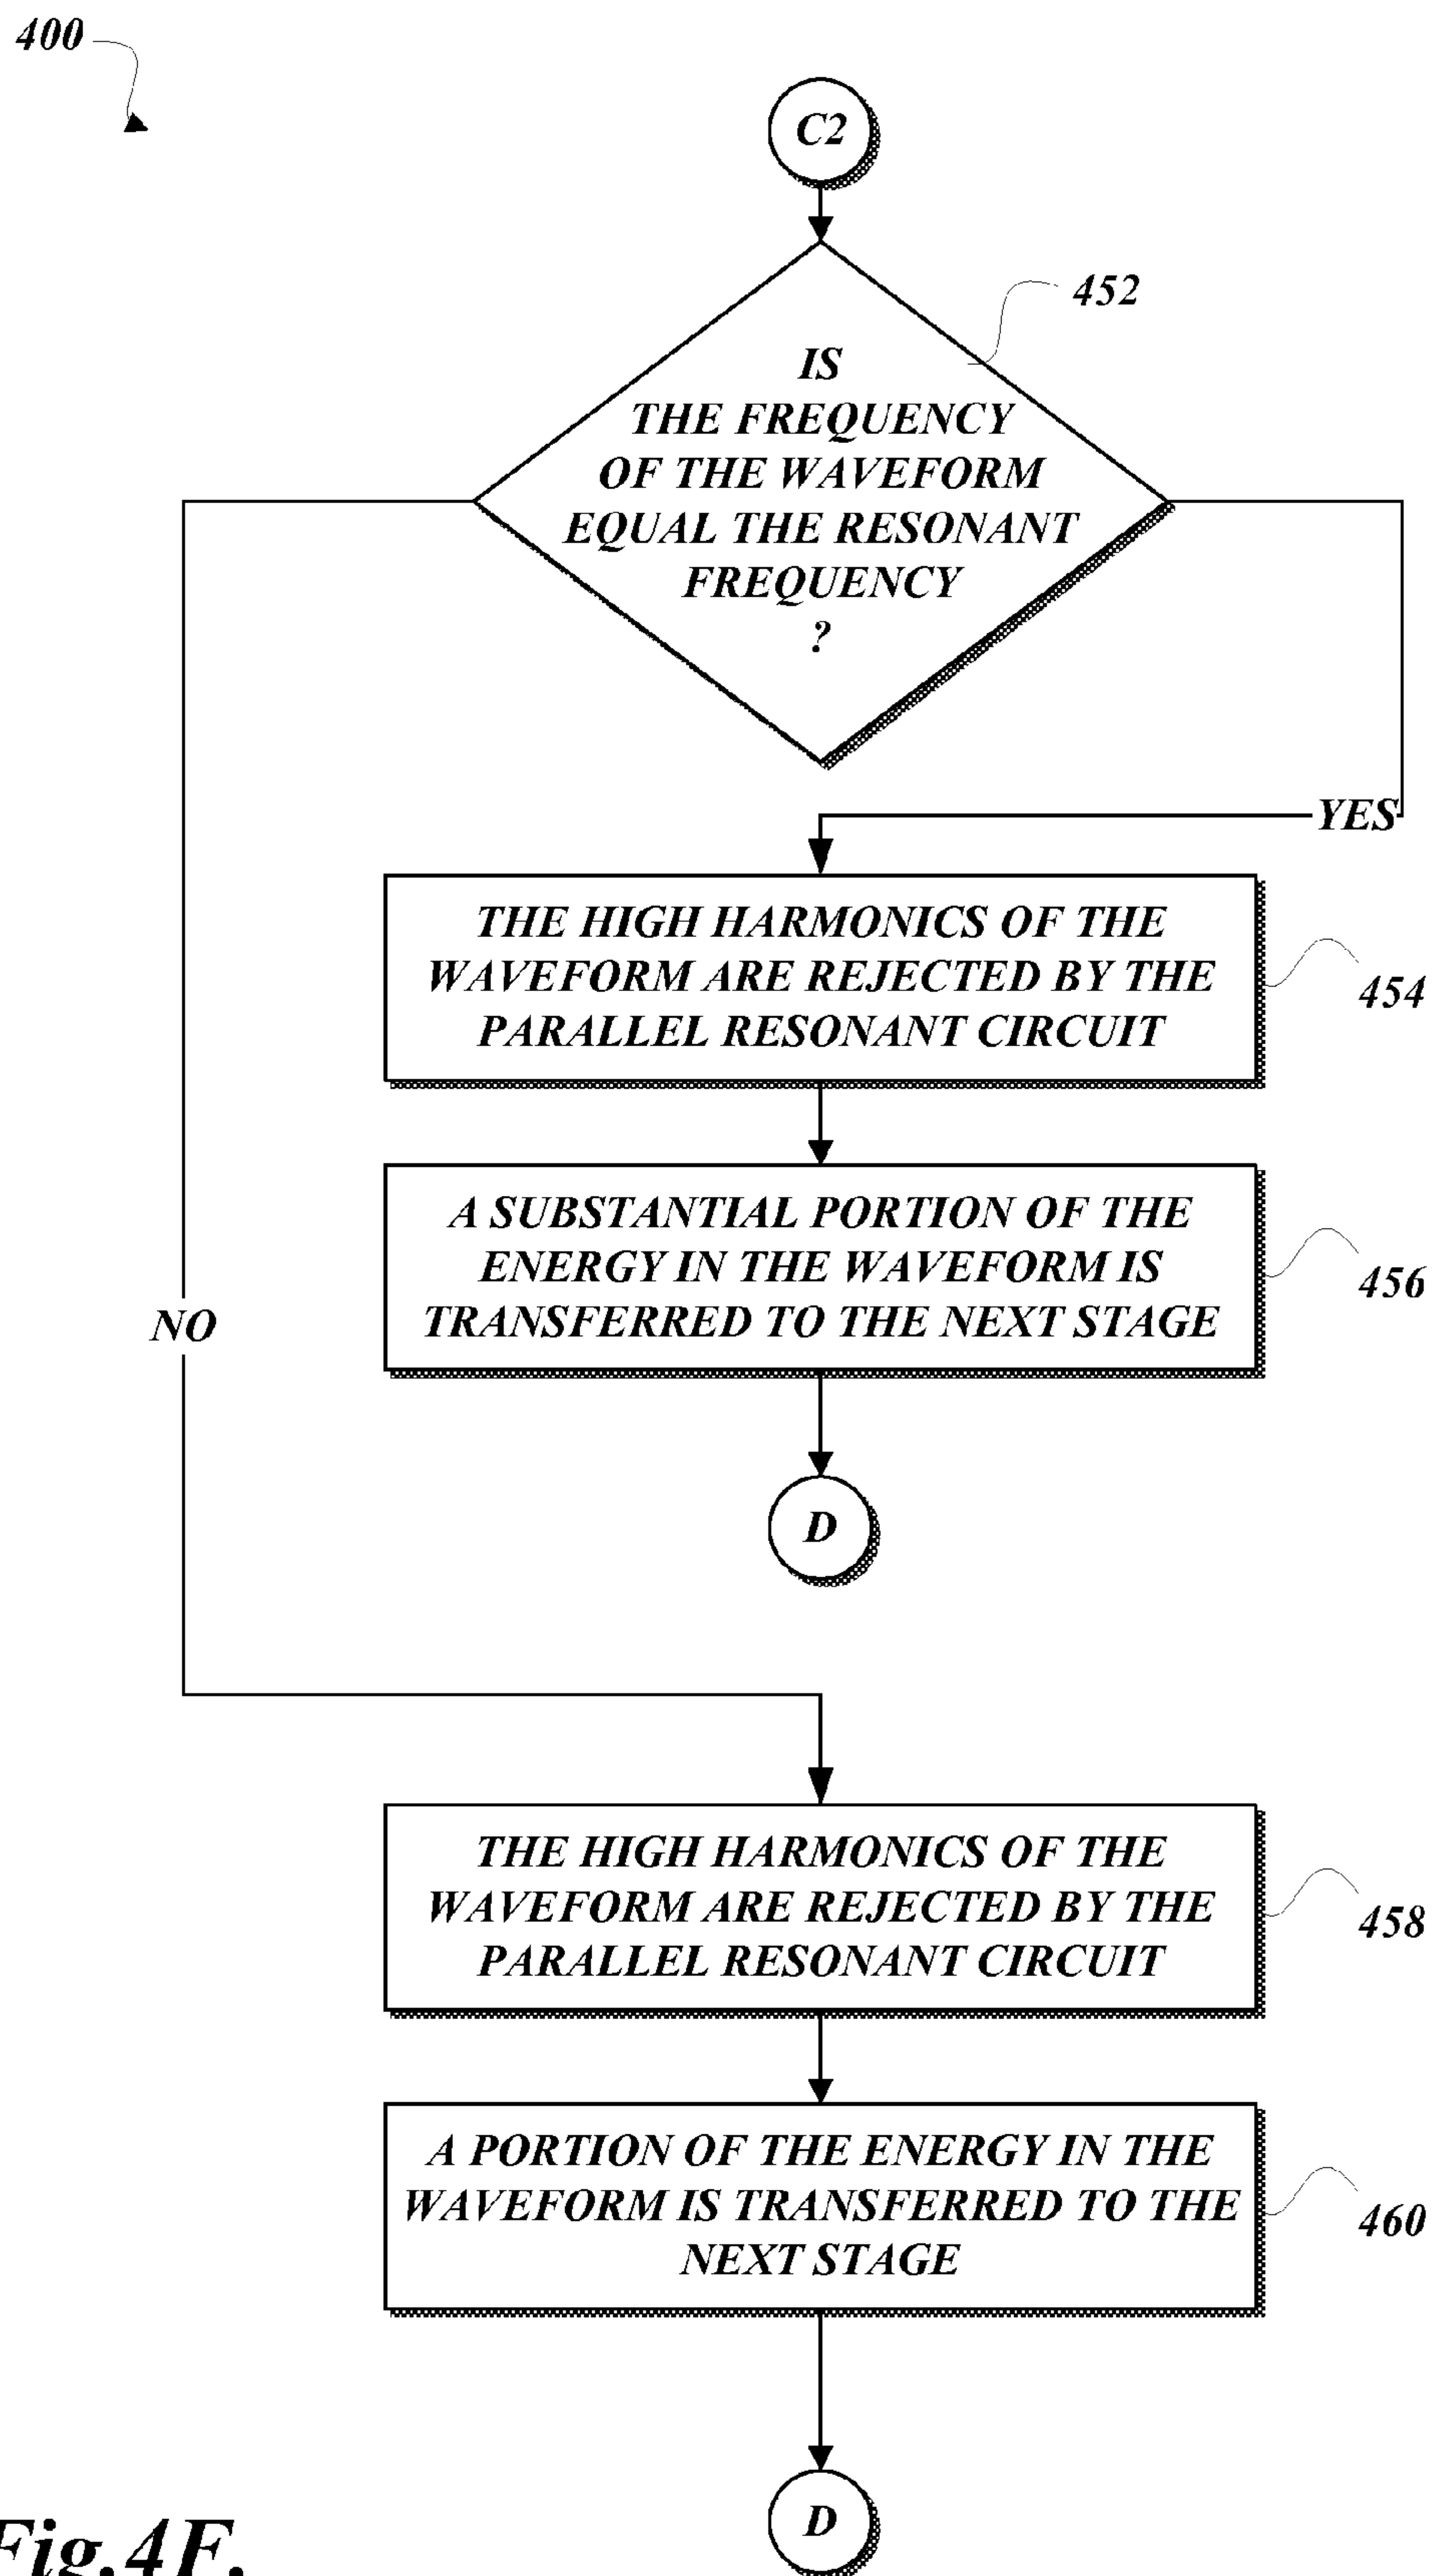 400
C2
452
IS
THE FREQUENCY
OF THE WAVEFORM
EQUAL THE RESONANT
FREQUENCY
?
YES
THE HIGH HARMONICS OF THE
WAVEFORM ARE REJECTED BY THE
PARALLEL RESONANT CIRCUIT
454
A SUBSTANTIAL PORTION OF THE
ENERGY IN THE WAVEFORM IS
TRANSFERRED TO THE NEXT STAGE
456
NO
D
THE HIGH HARMONICS OF THE
WAVEFORM ARE REJECTED BY THE
PARALLEL RESONANT CIRCUIT
458
A PORTION OF THE ENERGY IN THE
WAVEFORM IS TRANSFERRED TO THE
NEXT STAGE
460
D
Fig.4F.